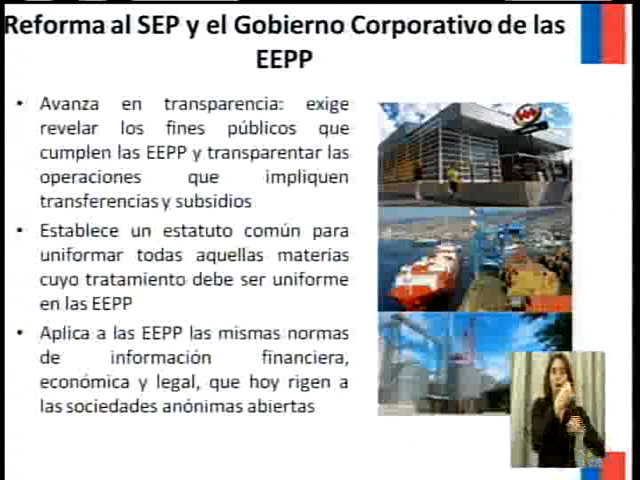 Reforma al SEP y el Gobierno Corporativo de las
EEPP
• Avanza en transparencia: exige
revelar los fines públicos que
cumplen las EEPP y transparentar las
operaciones que impliquen
transferencias y subsidios
• Establece un estatuto común para
uniformar todas aquellas materias
cuyo tratamiento debe ser uniforme
en las EEPP
• Aplica a las EEPP las mismas normas
de información financiera,
económica y legal, que hoy rigen a
las sociedades anónimas abiertas